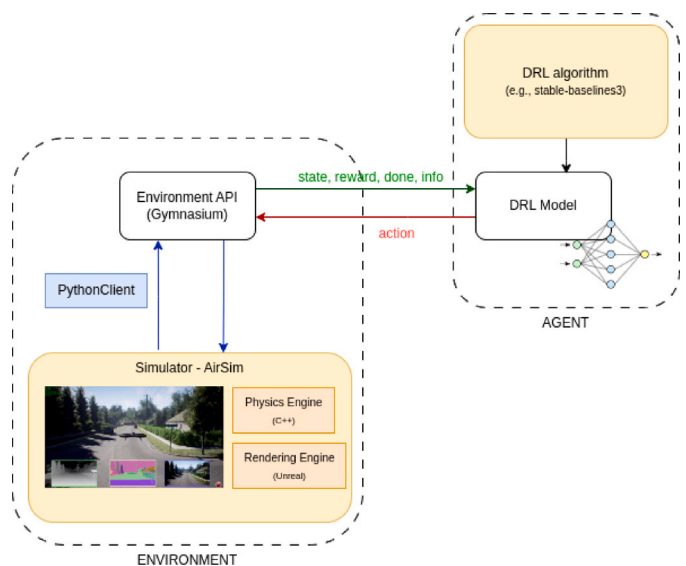 DRL algorithm
(e.g., stable-baselines3)
state, reward, done, info
Environment API
(Gymnasium)
DRL Model
action
PythonClient
AGENT
Simulator - AirSim
Physics Engine
(C++)
Rendering Engine
(Unreal)
ENVIRONMENT